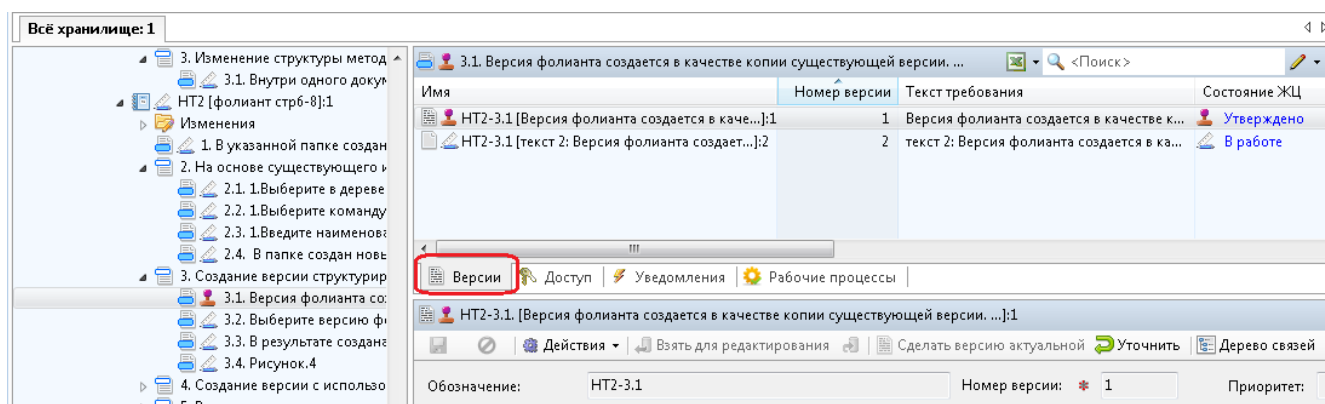 Всё хранилище: 1
3. Изменение структуры метод
3.1. Внутри одного докум
НТ2 [фолиант стр6-8]:1
Изменения
1. В указанной папке создан
2. На основе существующего и
2.1. 1.Выберите в дереве
2.2. 1.Выберите команду
2.3. 1.Введите наименова
2.4. В папке создан новь
3. Создание версии структурир
3.1. Версия фолианта со
3.2. Выберите версию ф
3.3. В результате создана
3.4. Рисунок.4
4. Создание версии с использо
3.1. Версия фолианта создается в качестве копии существующей версии. ...
<Поиск>
Имя Номер версии Текст требования Состояние ЖЦ
НТ2-3.1 [Версия фолианта создается в каче...]:1 1 Версия фолианта создается в качестве к... Утверждено
НТ2-3.1 [текст 2: Версия фолианта создает...]:2 2 текст 2: Версия фолианта создается в ка... В работе
Версии Доступ Уведомления Рабочие процессы
НТ2-3.1. [Версия фолианта создается в качестве копии существующей версии. ...]:1
Действия Взять для редактирования Сделать версию актуальной Уточнить Дерево связей
Обозначение: НТ2-3.1 Номер версии: * 1 Приоритет: